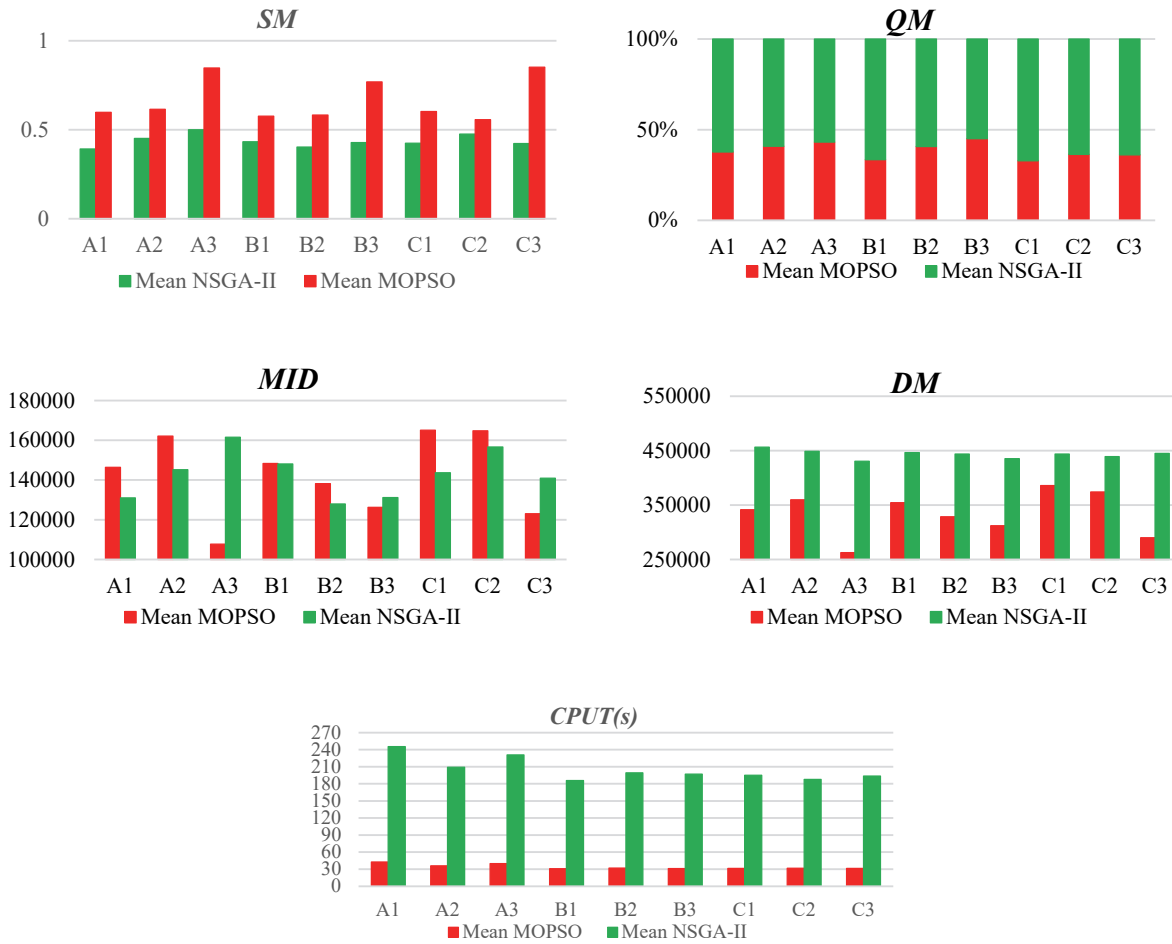 SM
1
0.5
0
A1 A2 A3 B1 B2 B3 C1 C2 C3
Mean NSGA-II Mean MOPSO
QM
100%
50%
0%
A1 A2 A3 B1 B2 B3 C1 C2 C3
Mean MOPSO Mean NSGA-II
MID
180000
160000
140000
120000
100000
A1 A2 A3 B1 B2 B3 C1 C2 C3
Mean MOPSO Mean NSGA-II
DM
550000
450000
350000
250000
A1 A2 A3 B1 B2 B3 C1 C2 C3
Mean MOPSO Mean NSGA-II
CPUT(s)
270
240
210
180
150
120
90
60
30
0
A1 A2 A3 B1 B2 B3 C1 C2 C3
Mean MOPSO Mean NSGA-II